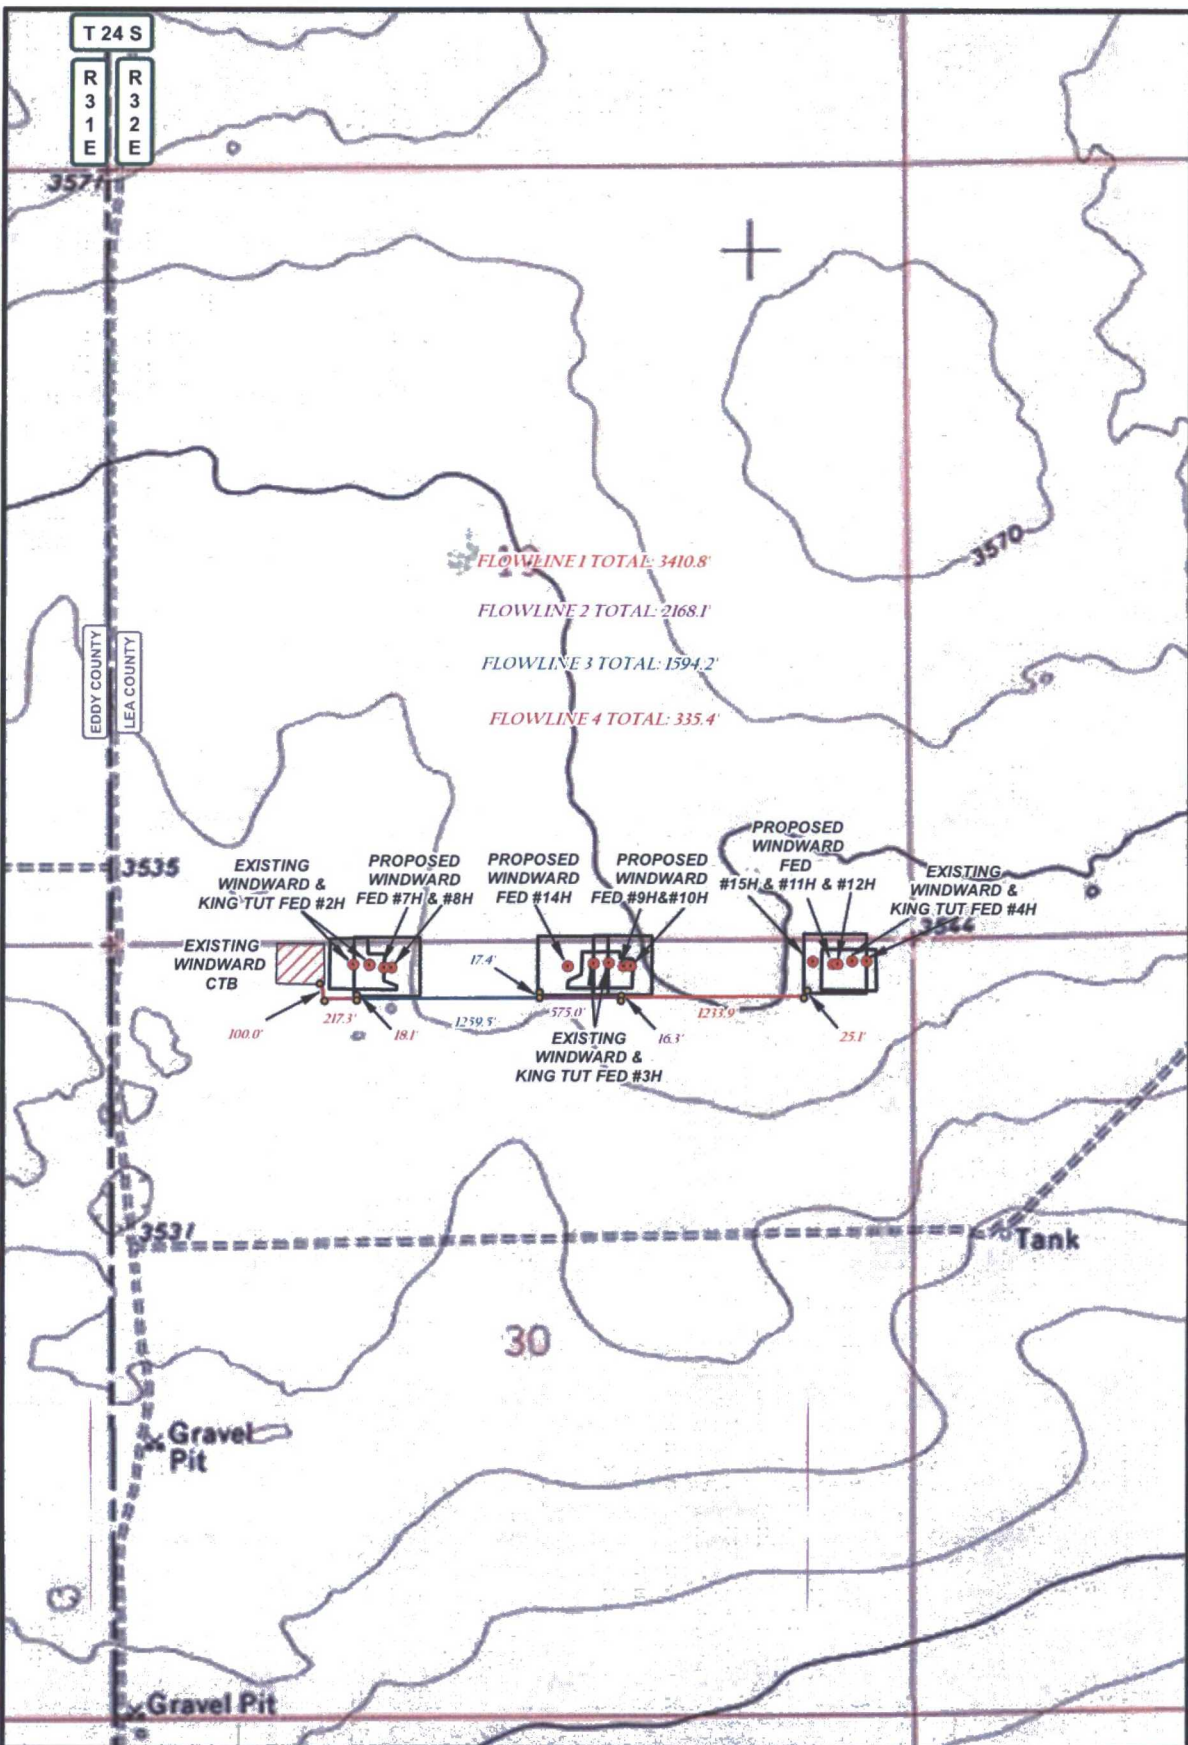 T 24 S
R
3
1
E
R
3
2
E
3571
3570
FLOWLINE 1 TOTAL: 3410.8'
FLOWLINE 2 TOTAL: 2168.1'
FLOWLINE 3 TOTAL: 1594.2'
FLOWLINE 4 TOTAL: 335.4'
EDDY COUNTY
LEA COUNTY
3535
EXISTING
WINDWARD &
KING TUT FED #2H
PROPOSED
WINDWARD
FED #7H & #8H
PROPOSED
WINDWARD
FED #14H
PROPOSED
WINDWARD
FED #9H&#10H
PROPOSED
WINDWARD
FED
#15H & #11H & #12H
EXISTING
WINDWARD &
KING TUT FED #4H
3544
EXISTING
WINDWARD
CTB
17.4'
100.0'
217.3'
18.1'
1259.5'
575.0'
16.3'
1233.9'
25.1'
EXISTING
WINDWARD &
KING TUT FED #3H
3531
Tank
30
Gravel
Pit
Gravel Pit